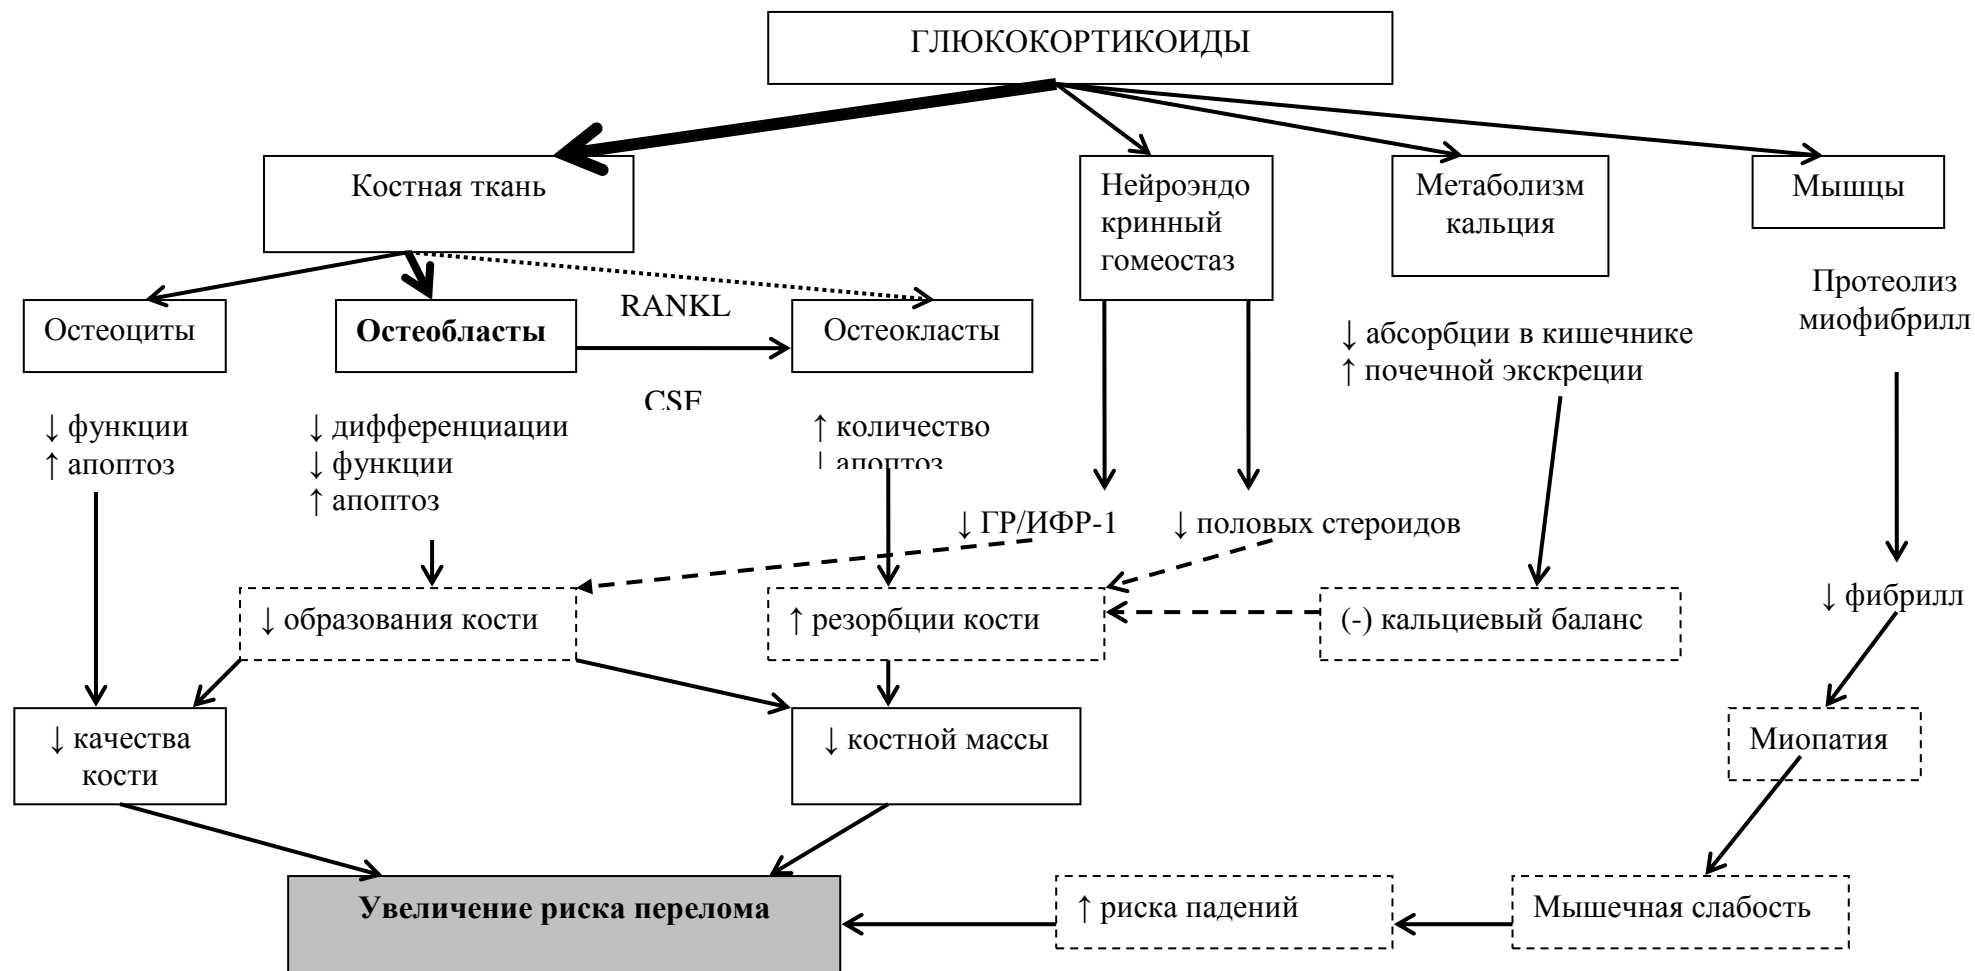 ГЛЮКОКОРТИКОИДЫ
Костная ткань
Нейроэндо
кринный
гомеостаз
Метаболизм
кальция
Мышцы
Остеоциты
Остеобласты
RANKL
CSF
Остеокласты
Протеолиз
миофибрилл
↓ абсорбции в кишечнике
↑ почечной экскреции
↓ функции
↑ апоптоз
↓ дифференциации
↓ функции
↑ апоптоз
↑ количество
↓ апоптоз
↓ ГР/ИФР-1
↓ половых стероидов
↓ образования кости
↑ резорбции кости
(-) кальциевый баланс
↓ фибрилл
↓ качества
кости
↓ костной массы
Миопатия
Увеличение риска перелома
↑ риска падений
Мышечная слабость